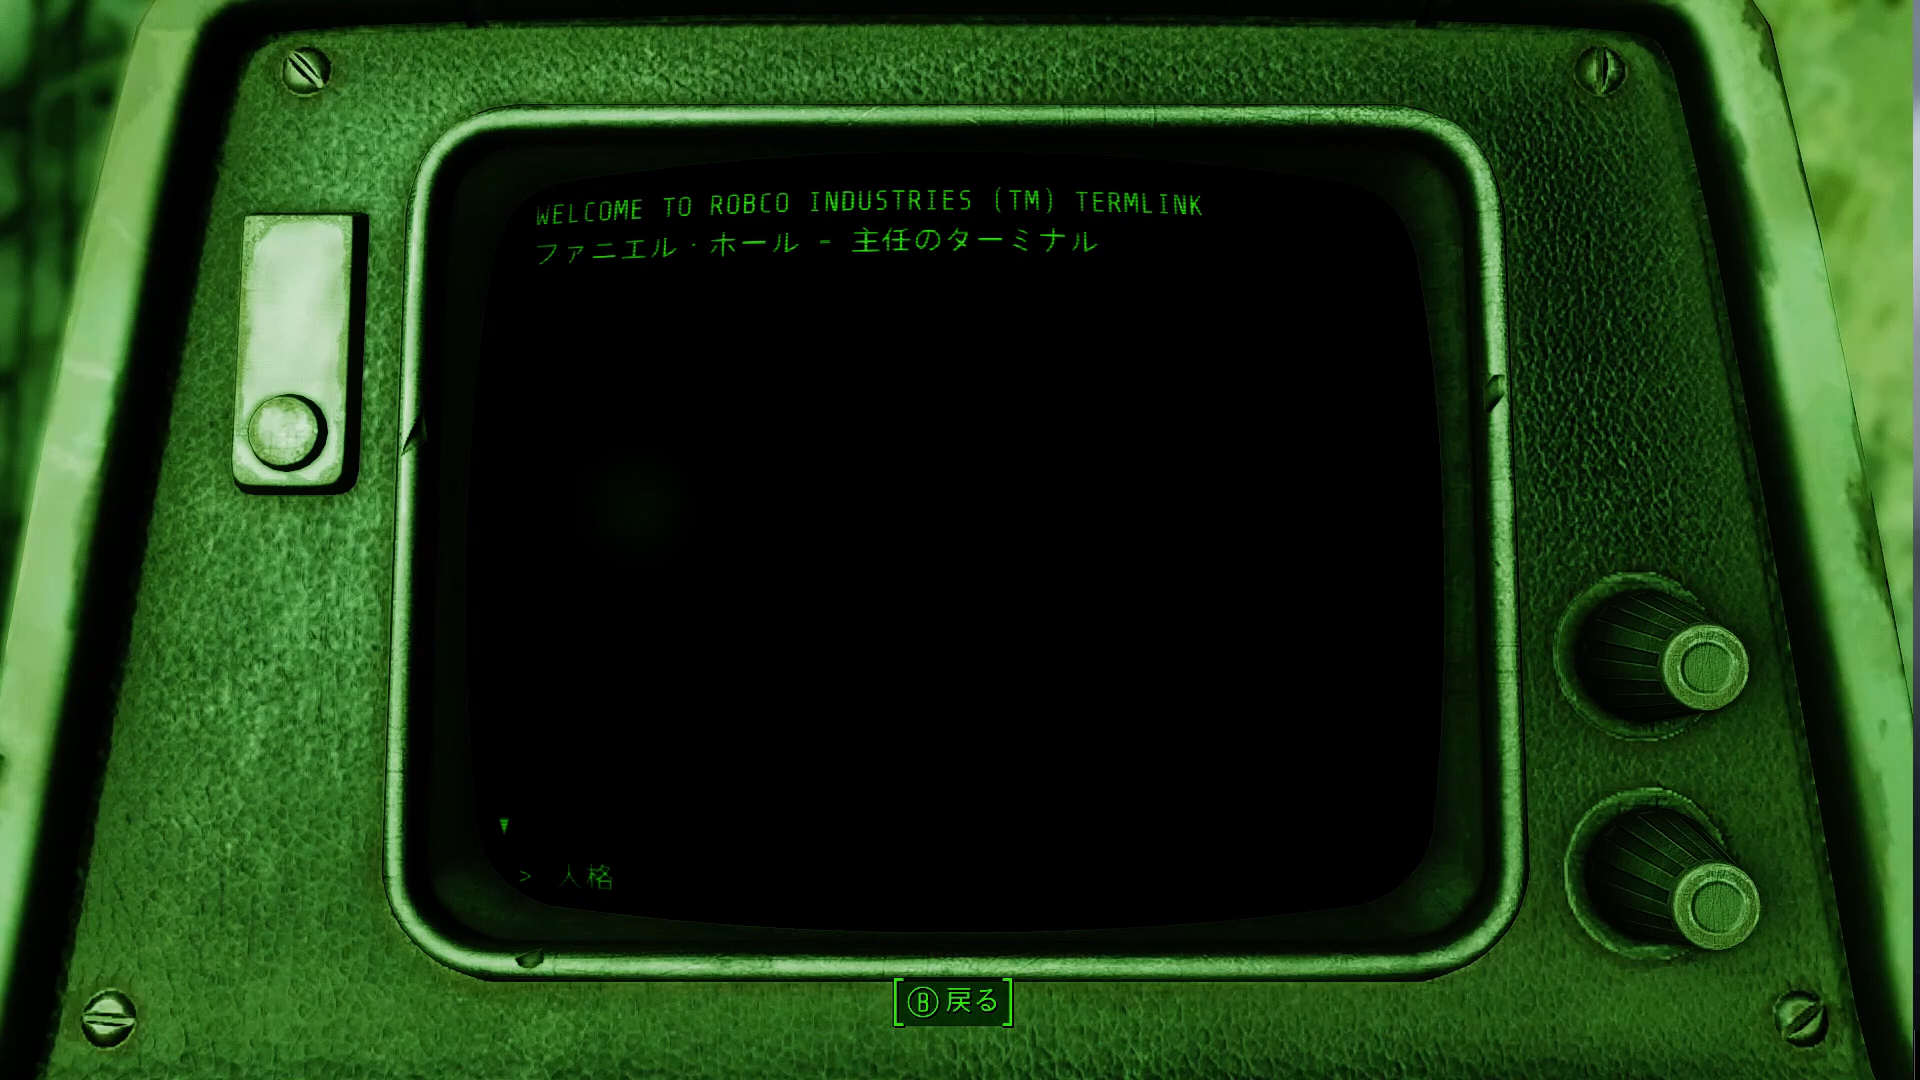 WELCOME TO ROBCO INDUSTRIES (TM) TERMLINK
ファニエル・ホール - 主任のターミナル
> 人格
Ⓑ戻る